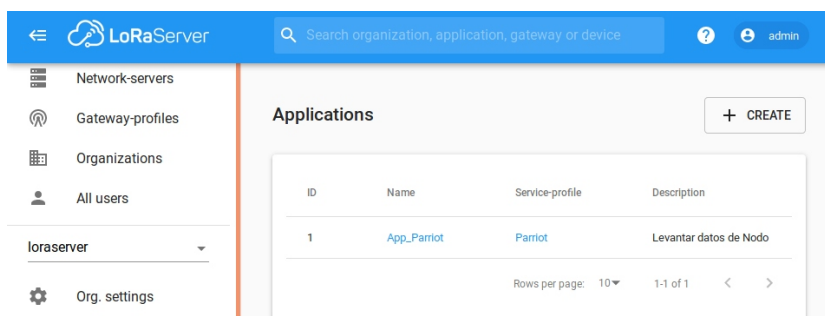 LoRaServer
Search organization, application, gateway or device
? admin
Network-servers
Gateway-profiles
Organizations
All users
loraserver
Org. settings
Applications
+ CREATE
ID Name Service-profile Description
1 App_Parriot Parriot Levantar datos de Nodo
Rows per page: 10 1-1 of 1 < >